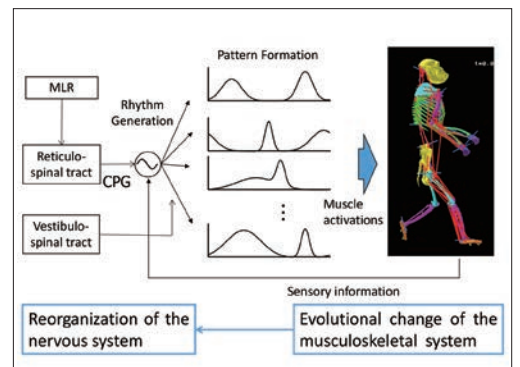 Pattern Formation
MLR
Rhythm
Generation
Reticulo-
spinal tract
CPG
Vestibulo-
spinal tract
Muscle
activations
Sensory information
Reorganization of the
nervous system
Evolutional change of the
musculoskeletal system